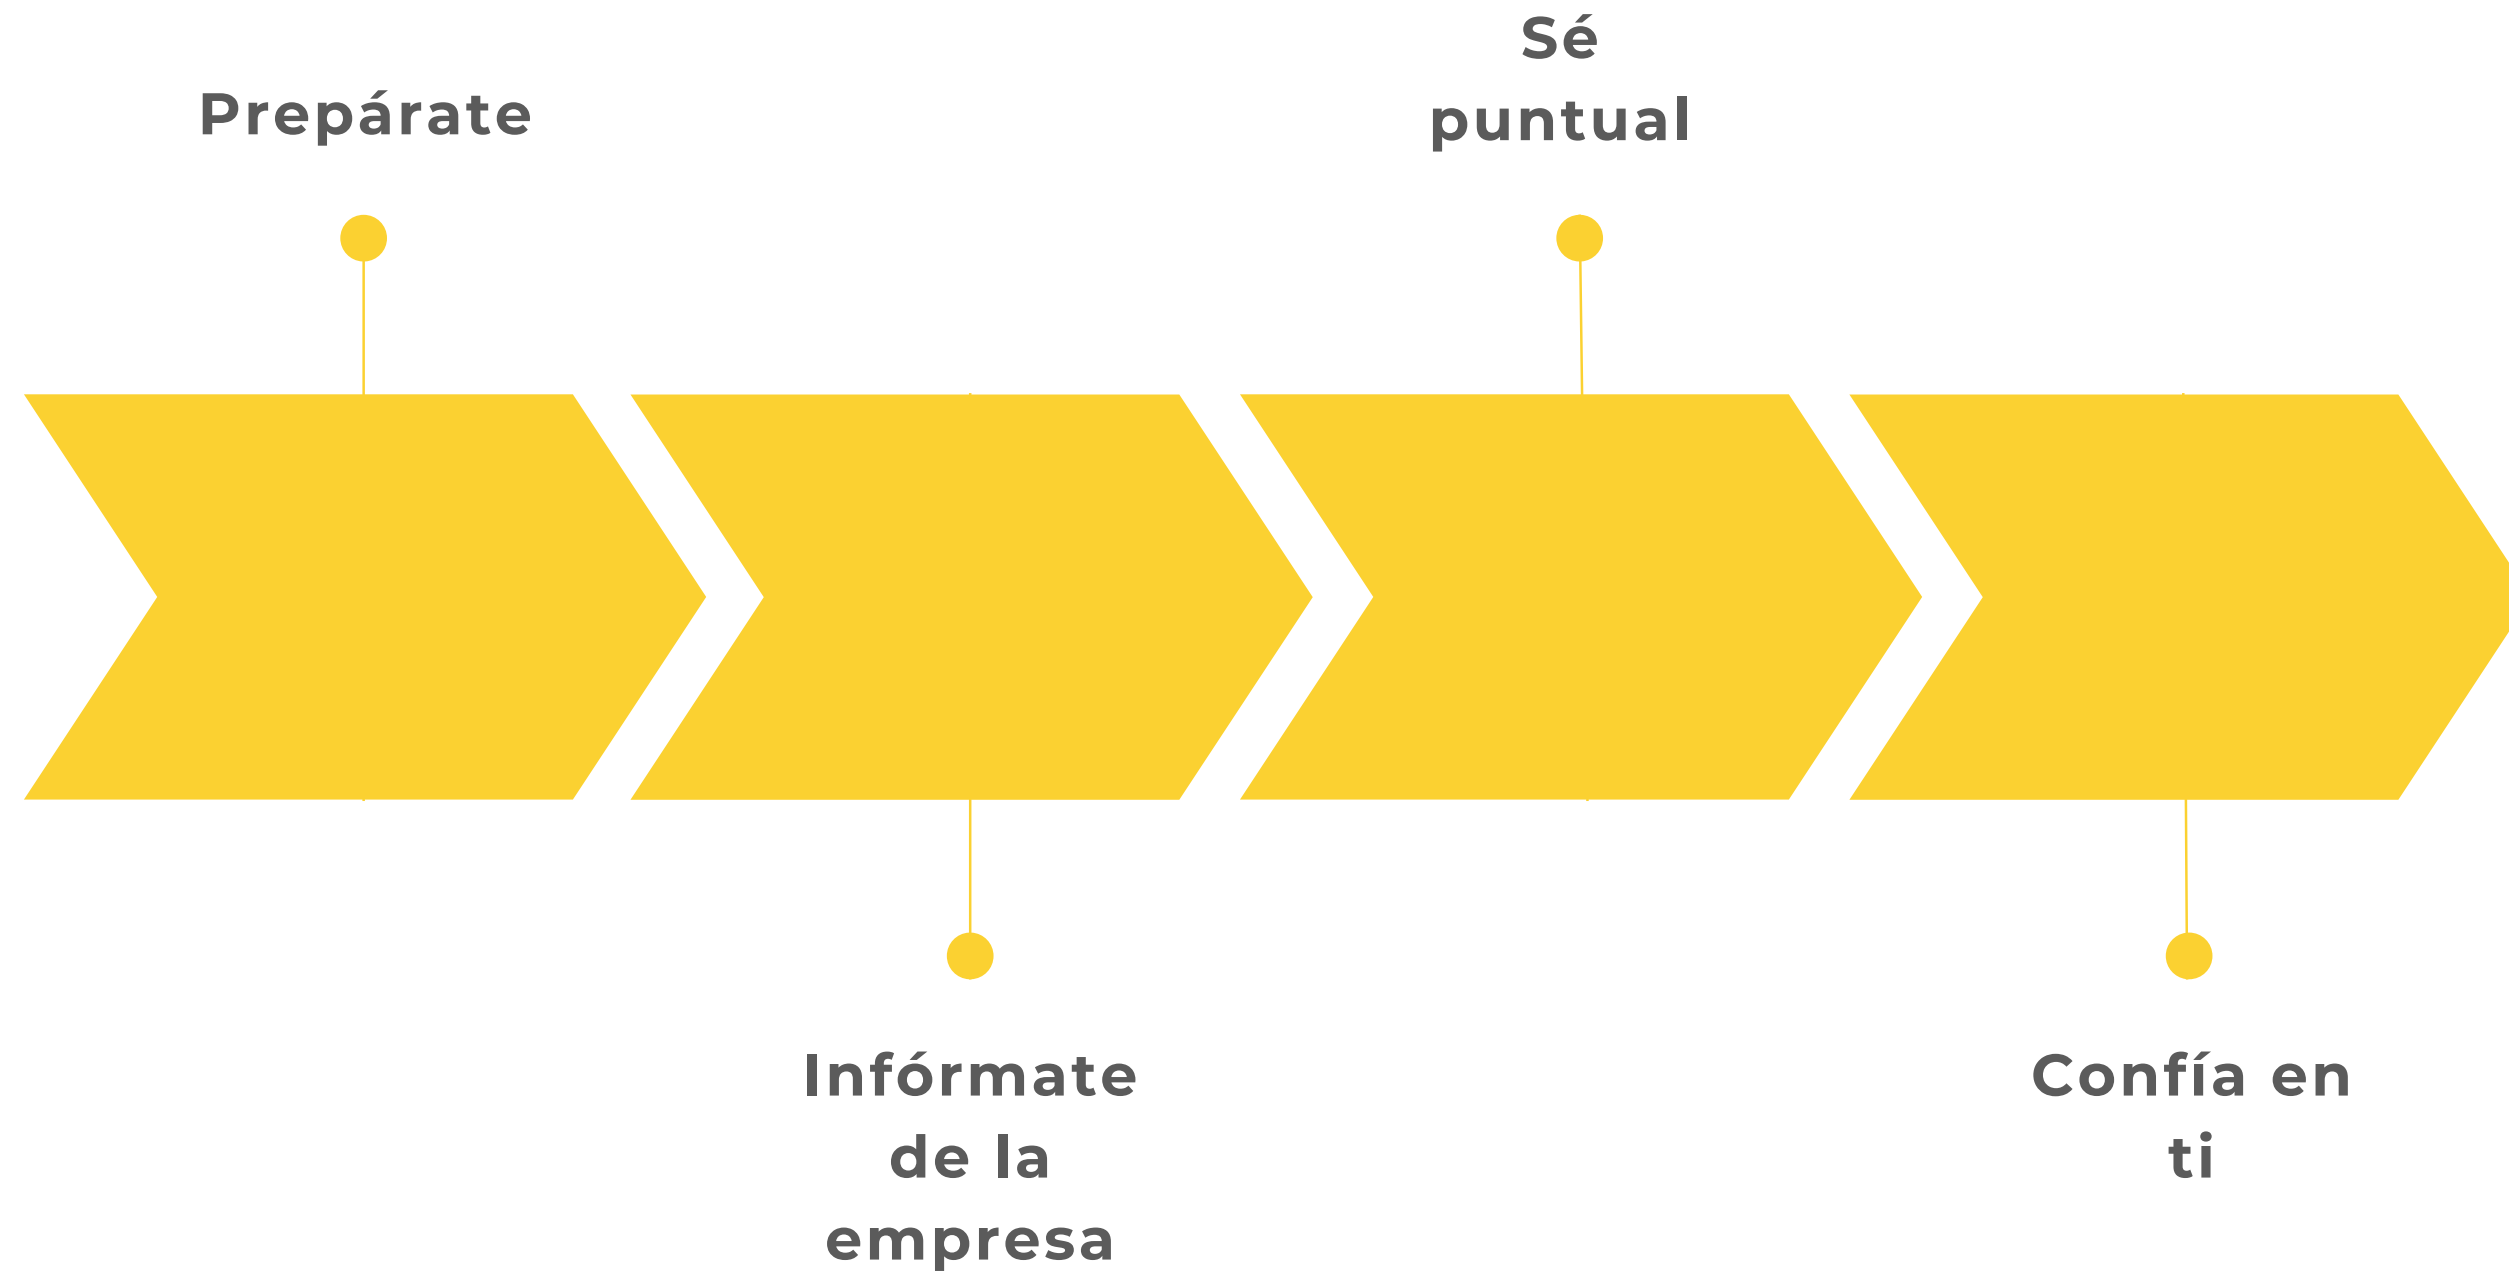 Prepárate
Infórmate
de la
empresa
Sé
puntual
Confía en
ti